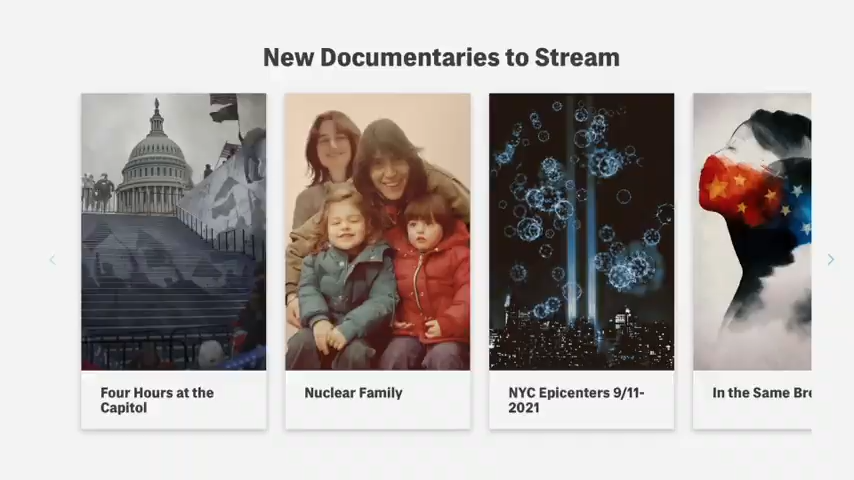 New Documentaries to Stream
Four Hours at the
Capitol
Nuclear Family
NYC Epicenters 9/11-
2021
In the Same